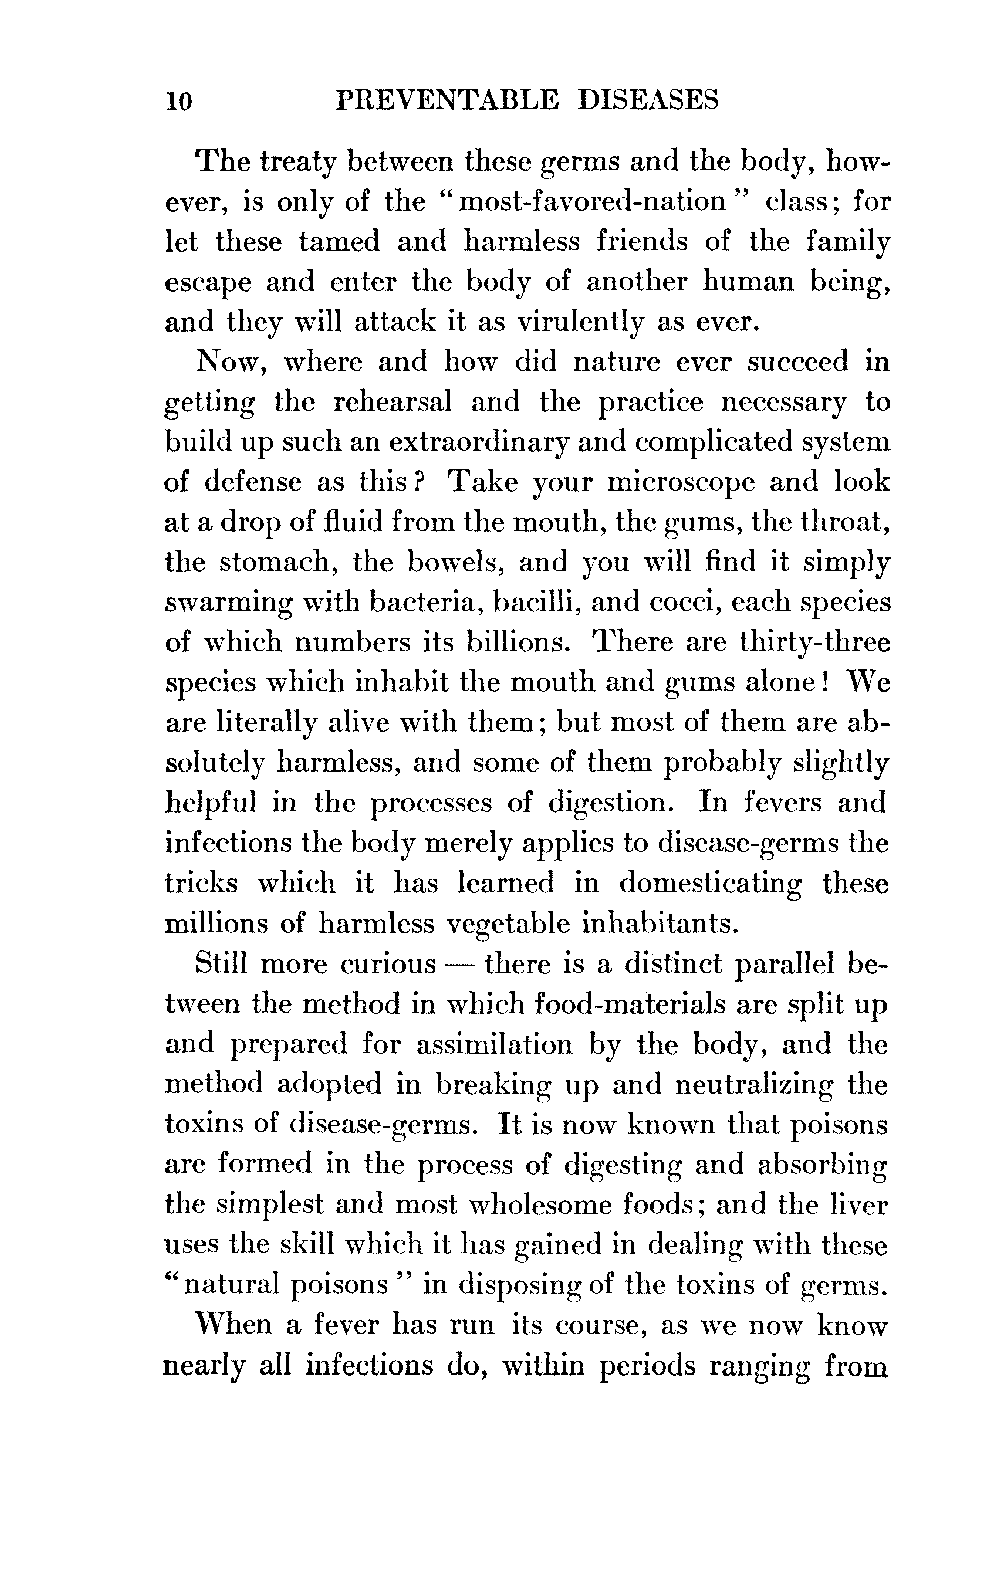 10 PREVENTABLE DISEASES
The treaty between these germs and the body, how-
ever, is only of the “most-favored-nation” class; for
let these tamed and harmless friends of the family
escape and enter the body of another human being,
and they will attack it as virulently as ever.
Now, where and how did nature ever succeed in
getting the rehearsal and the practice necessary to
build up such an extraordinary and complicated system
of defense as this? Take your microscope and look
at a drop of fluid from the mouth, the gums, the throat,
the stomach, the bowels, and you will find it simply
swarming with bacteria, bacilli, and cocci, each species
of which numbers its billions. There are thirty-three
species which inhabit the mouth and gums alone! We
are literally alive with them; but most of them are ab-
solutely harmless, and some of them probably slightly
helpful in the processes of digestion. In fevers and
infections the body merely applies to disease-germs the
tricks which it has learned in domesticating these
millions of harmless vegetable inhabitants.
Still more curious — there is a distinct parallel be-
tween the method in which food-materials are split up
and prepared for assimilation by the body, and the
method adopted in breaking up and neutralizing the
toxins of disease-germs. It is now known that poisons
are formed in the process of digesting and absorbing
the simplest and most wholesome foods; and the liver
uses the skill which it has gained in dealing with these
“natural poisons” in disposing of the toxins of germs.
When a fever has run its course, as we now know
nearly all infections do, within periods ranging from